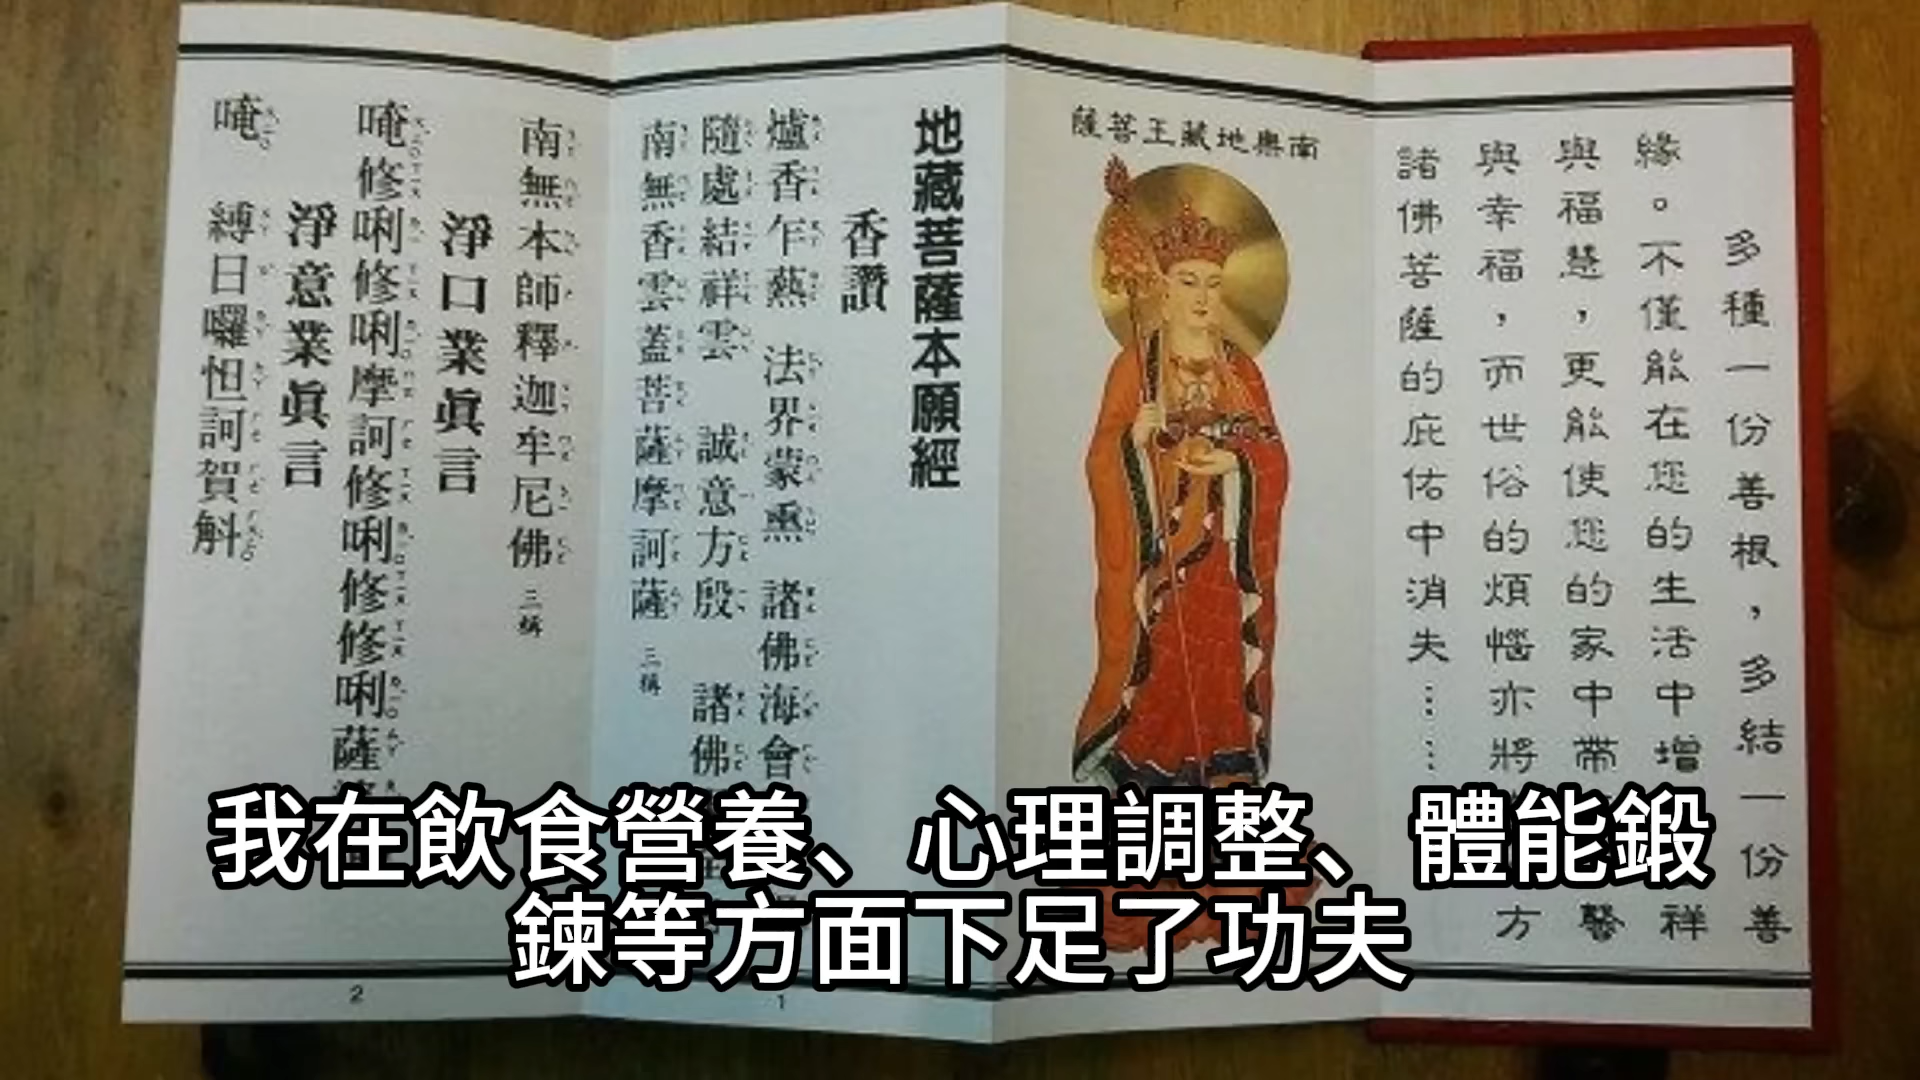 多種一份善根，多結一份善
緣。不僅能在您的生活中增
與福慧，更能使您的家中帶
與幸福，而世俗的煩惱亦將
諸佛菩薩的庇佑中消失……
南無地藏王菩薩
地藏菩薩本願經
香讚
爐香乍爇　法界蒙熏　諸佛海會
隨處結祥雲　誠意方殷　諸佛
南無香雲蓋菩薩摩訶薩 三稱
1
南無本師釋迦牟尼佛 三稱
淨口業眞言
唵修唎修唎摩訶修唎修修唎薩
淨意業眞言
唵　縛日囉怛訶賀斛
2
我在飲食營養、心理調整、體能鍛
鍊等方面下足了功夫